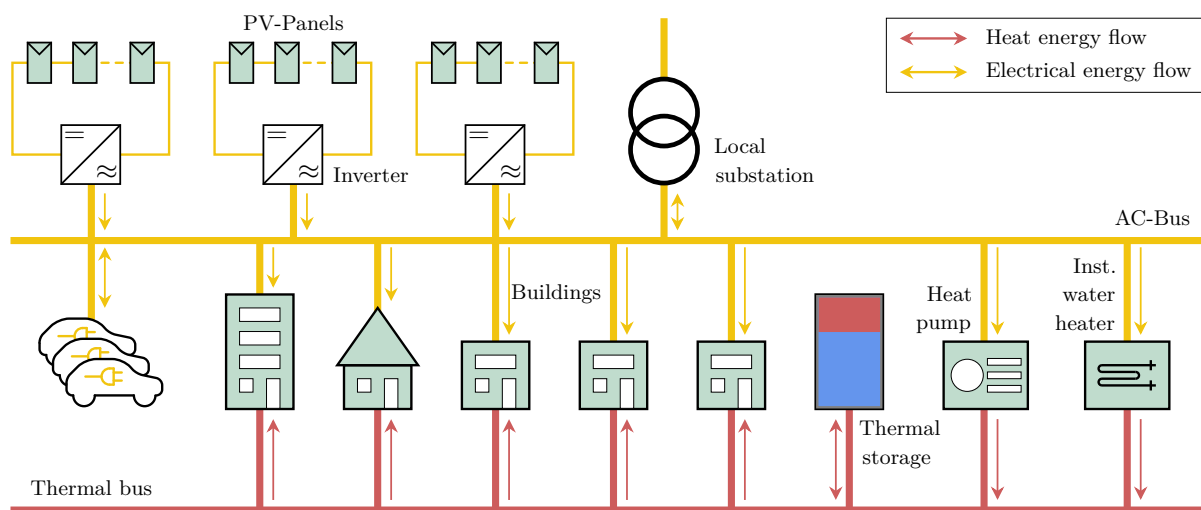 PV-Panels
Heat energy flow
Electrical energy flow
Inverter
Local
substation
AC-Bus
Buildings
Heat
pump
Inst.
water
heater
Thermal
storage
Thermal bus